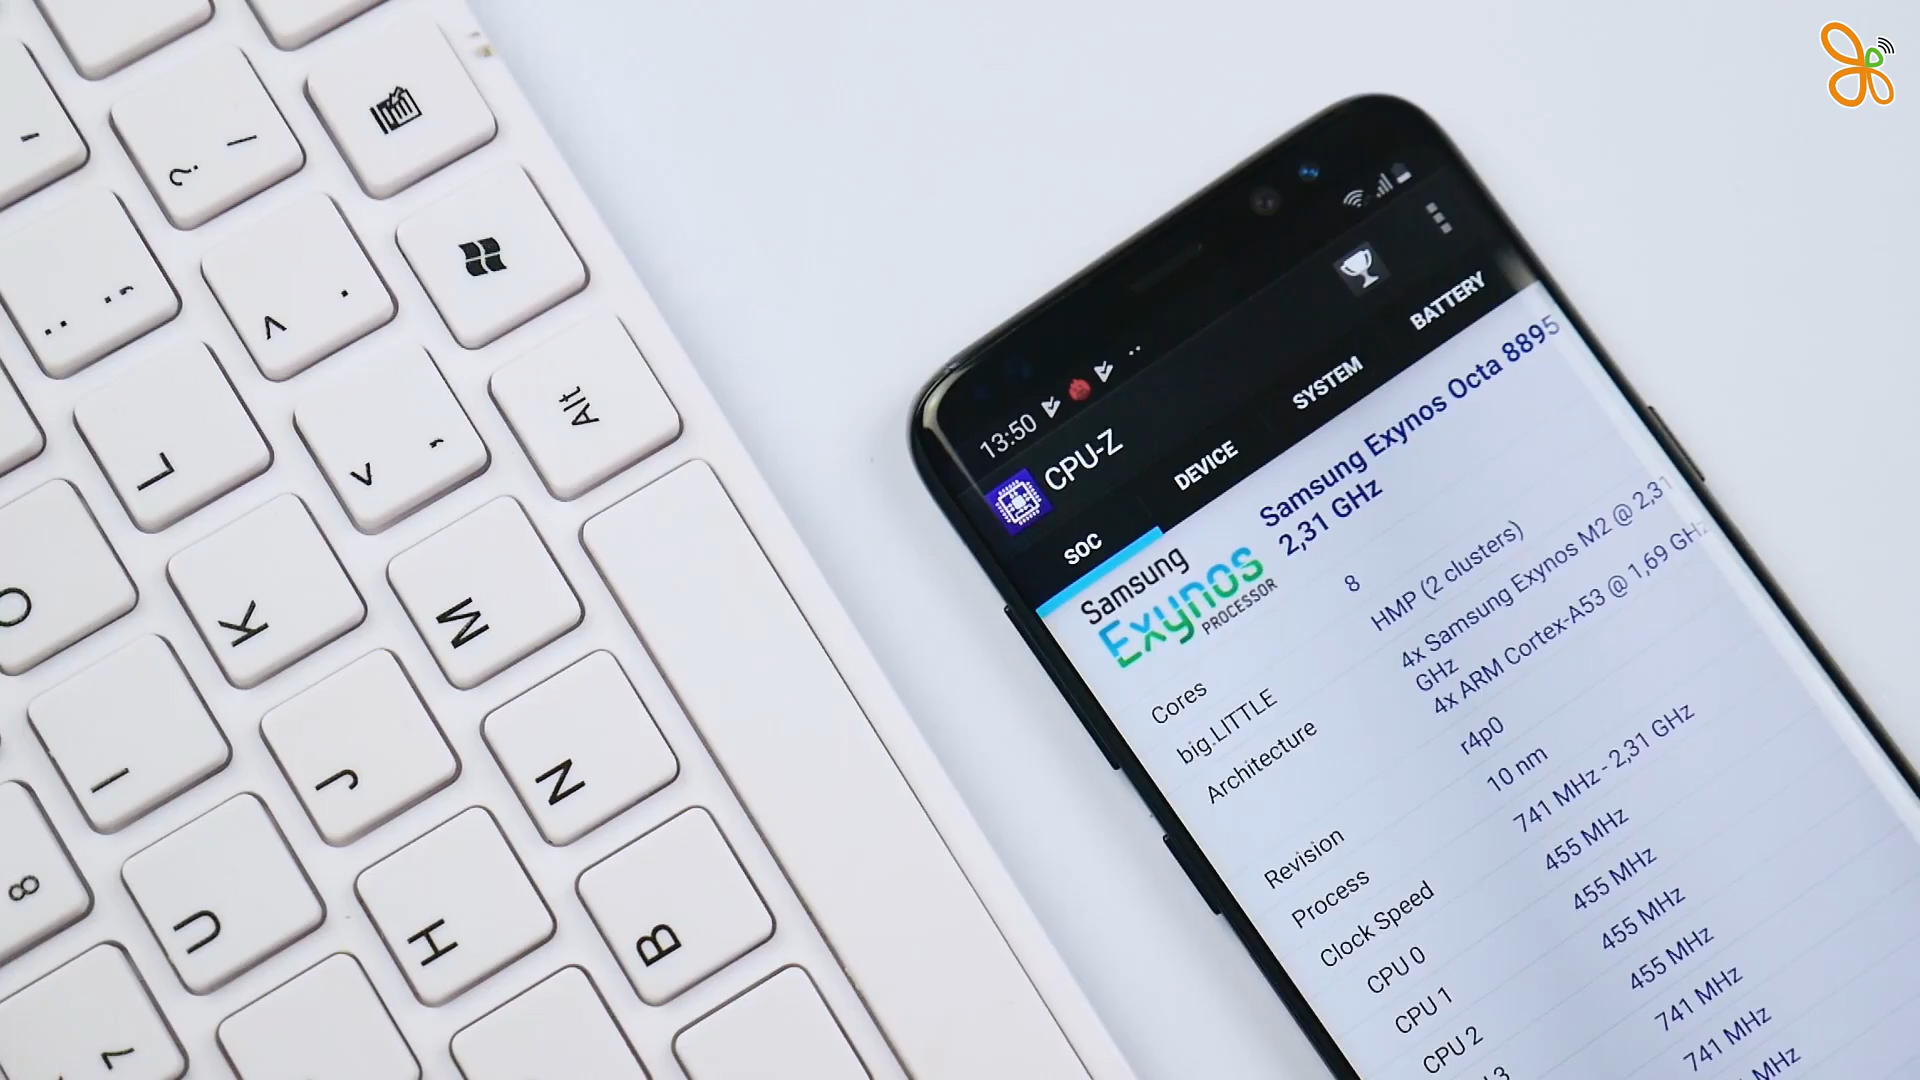 13:50
CPU-Z
SOC
DEVICE
SYSTEM
BATTERY
Samsung
Exynos
PROCESSOR
Samsung Exynos Octa 8895
2,31 GHz
Cores
8
big.LITTLE
HMP (2 clusters)
Architecture
4x Samsung Exynos M2 @ 2,31
GHz
4x ARM Cortex-A53 @ 1,69 GHz
Revision
r4p0
Process
10 nm
Clock Speed
741 MHz - 2,31 GHz
CPU 0
455 MHz
CPU 1
455 MHz
CPU 2
455 MHz
3
455 MHz
741 MHz
741 MHz
MHz
? /
: ;
> .
Alt
L
< ,
O
K
M
I
J
N
8
U
H
B
7